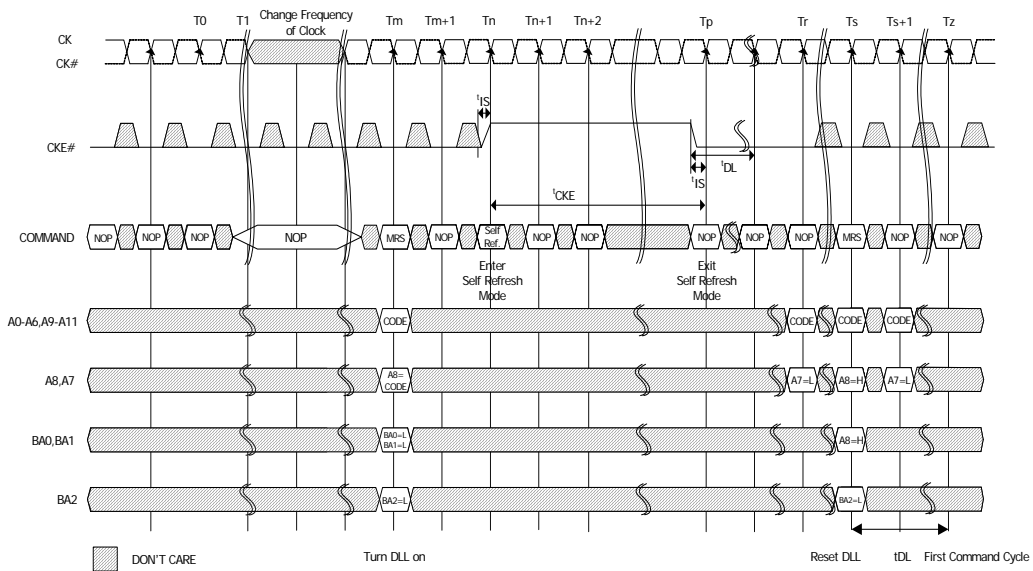 Change Frequency
of Clock
T0 T1 Tm Tm+1 Tn Tn+1 Tn+2 Tp Tr Ts Ts+1 Tz
CK
CK#
tIS
CKE#
tDL
tIS
tCKE
COMMAND NOP NOP NOP NOP MRS NOP Self Ref. NOP NOP NOP NOP NOP MRS NOP NOP
Enter
Self Refresh
Mode
Exit
Self Refresh
Mode
A0-A6,A9-A11 CODE CODE CODE CODE
A8,A7 A8= CODE A7=L A8=H A7=L
BA0,BA1 BA0=L BA1=L A8=H
BA2 BA2=L BA2=L
DON'T CARE Turn DLL on Reset DLL tDL First Command Cycle